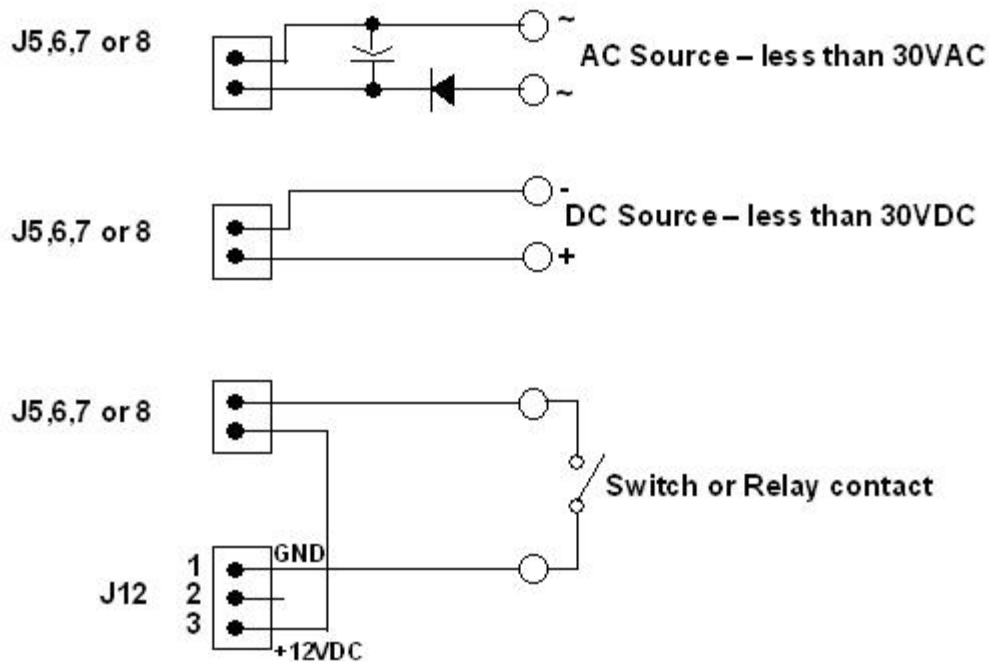 J5,6,7 or 8
~
AC Source – less than 30VAC
~
J5,6,7 or 8
-
DC Source – less than 30VDC
+
J5,6,7 or 8
Switch or Relay contact
GND
1
J12
2
3
+12VDC